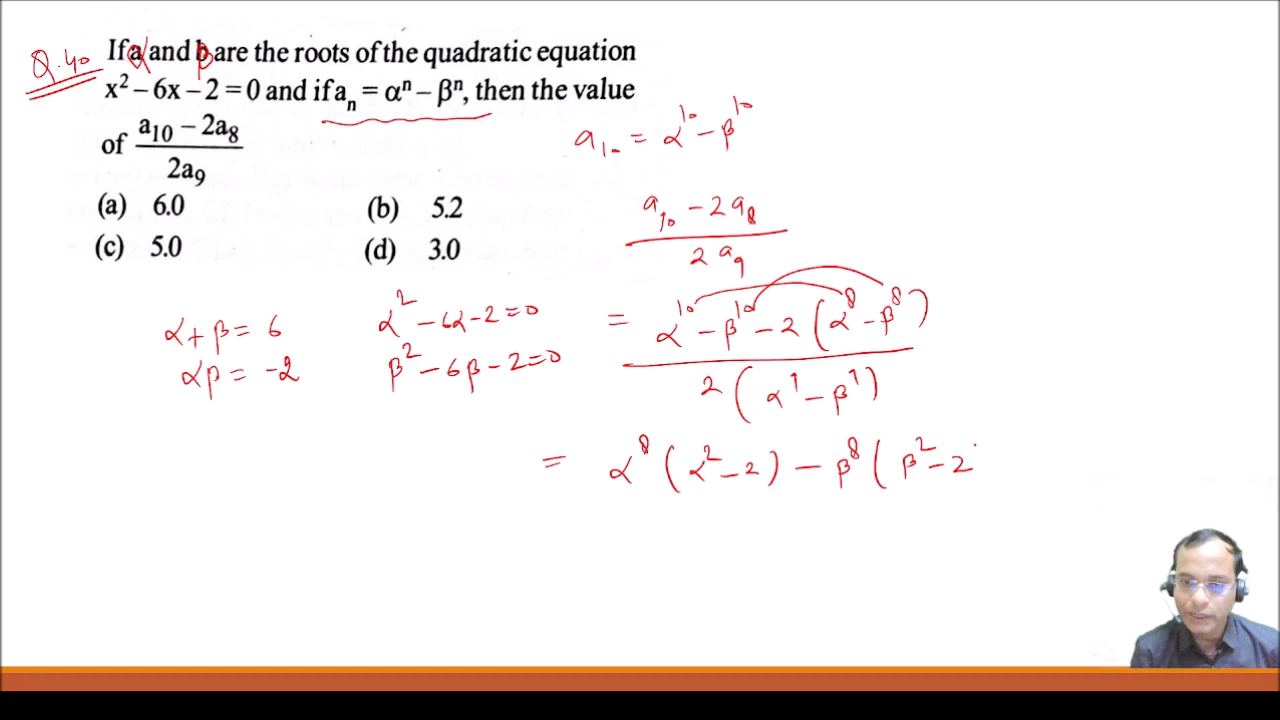 Q.40 If α and β are the roots of the quadratic equation
x² – 6x – 2 = 0 and if aₙ = αⁿ – βⁿ, then the value
of (a₁₀ – 2a₈)/(2a₉)
(a) 6.0 (b) 5.2
(c) 5.0 (d) 3.0
α + β = 6
αβ = -2
α² – 6α – 2 = 0
β² – 6β – 2 = 0
a₁₀ = α¹⁰ – β¹⁰
(a₁₀ – 2a₈)/(2a₉)
= (α¹⁰ – β¹⁰ – 2(α⁸ – β⁸))/(2(α⁹ – β⁹))
= α⁸(α² – 2) – β⁸(β² – 2